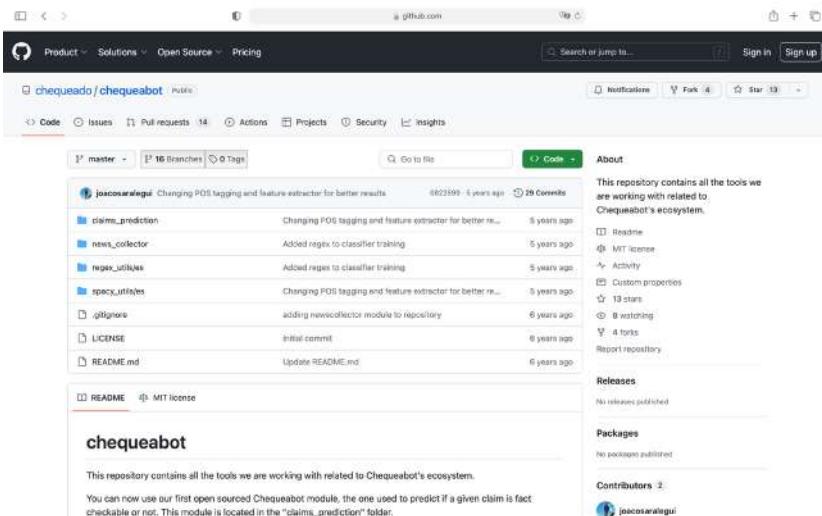 github.com
Product Solutions Open Source Pricing
Search or jump to... /
Sign in Sign up
chequeado / chequeabot Public
Notifications Fork 4 Star 13
Code Issues Pull requests 14 Actions Projects Security Insights
master 16 Branches 0 Tags
Go to file
Code
joacosaralegui Changing POS tagging and feature extractor for better results 5 years ago 29 Commits
claims_prediction Changing POS tagging and feature extractor for better re... 5 years ago
news_collector Added regex to classifier training 5 years ago
regex_utils/es Added regex to classifier training 5 years ago
spacy_utils/es Changing POS tagging and feature extractor for better re... 5 years ago
.gitignore adding newscollector module to repository 6 years ago
LICENSE Initial commit 6 years ago
README.md Update README.md 6 years ago
README MIT license
chequeabot
This repository contains all the tools we are working with related to Chequeabot's ecosystem.
You can now use our first open sourced Chequeabot module, the one used to predict if a given claim is fact
checkable or not. This module is located in the "claims_prediction" folder.
About
This repository contains all the tools we
are working with related to
Chequeabot's ecosystem.
Readme
MIT license
Activity
Custom properties
13 stars
8 watching
4 forks
Report repository
Releases
No releases published
Packages
No packages published
Contributors 2
joacosaralegui